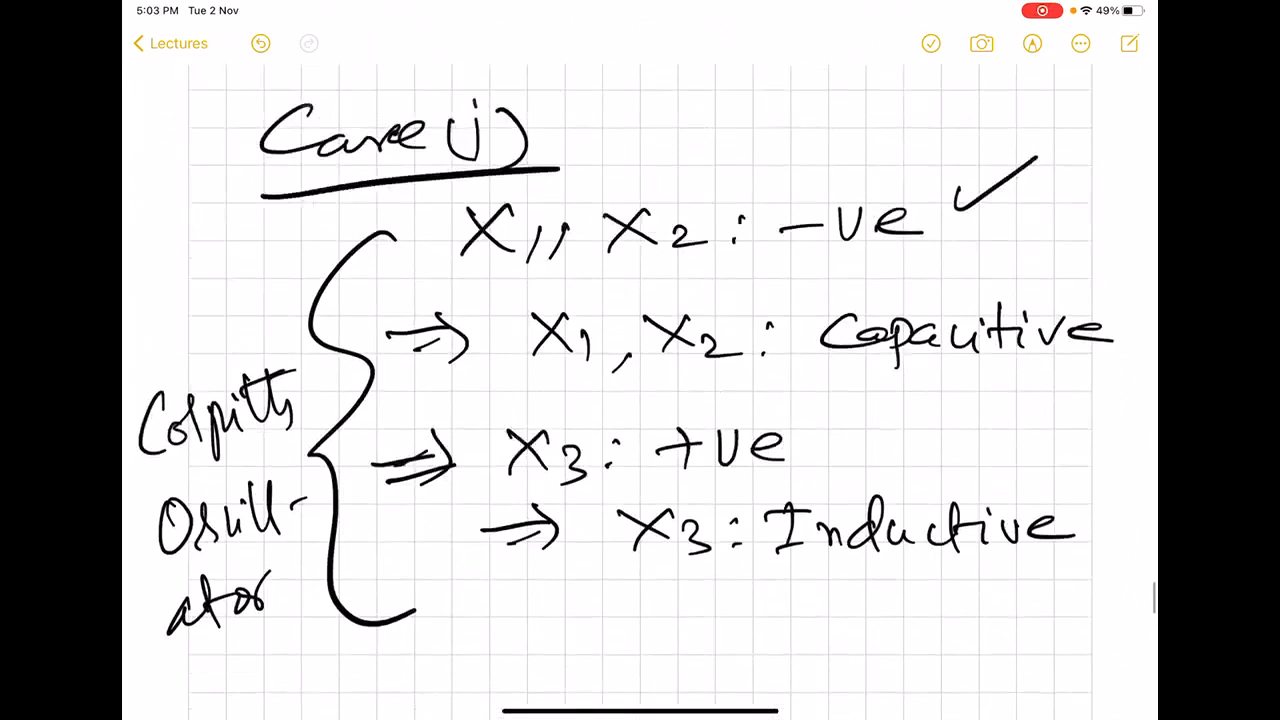 5:03 PM Tue 2 Nov
49%
Lectures
Case (i)
X₁, X₂ : -ve ✓
⇒ X₁, X₂ : Capacitive
⇒ X₃ : +ve
⇒ X₃ : Inductive
Colpitts
Oscill-
ator